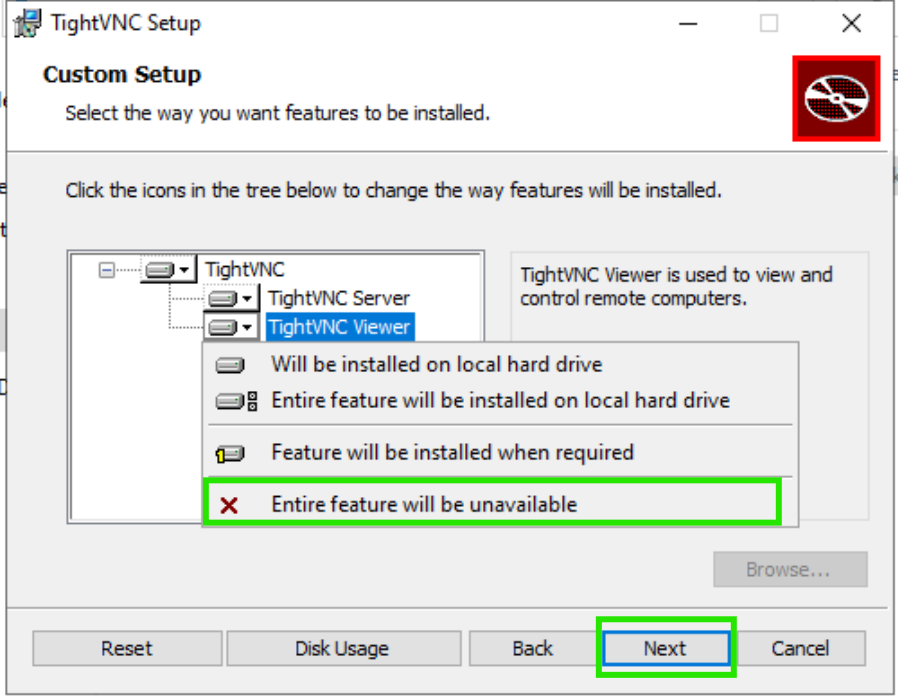 TightVNC Setup
Custom Setup
Select the way you want features to be installed.
Click the icons in the tree below to change the way features will be installed.
TightVNC
TightVNC Server
TightVNC Viewer
TightVNC Viewer is used to view and
control remote computers.
Will be installed on local hard drive
Entire feature will be installed on local hard drive
Feature will be installed when required
Entire feature will be unavailable
Browse...
Reset
Disk Usage
Back
Next
Cancel